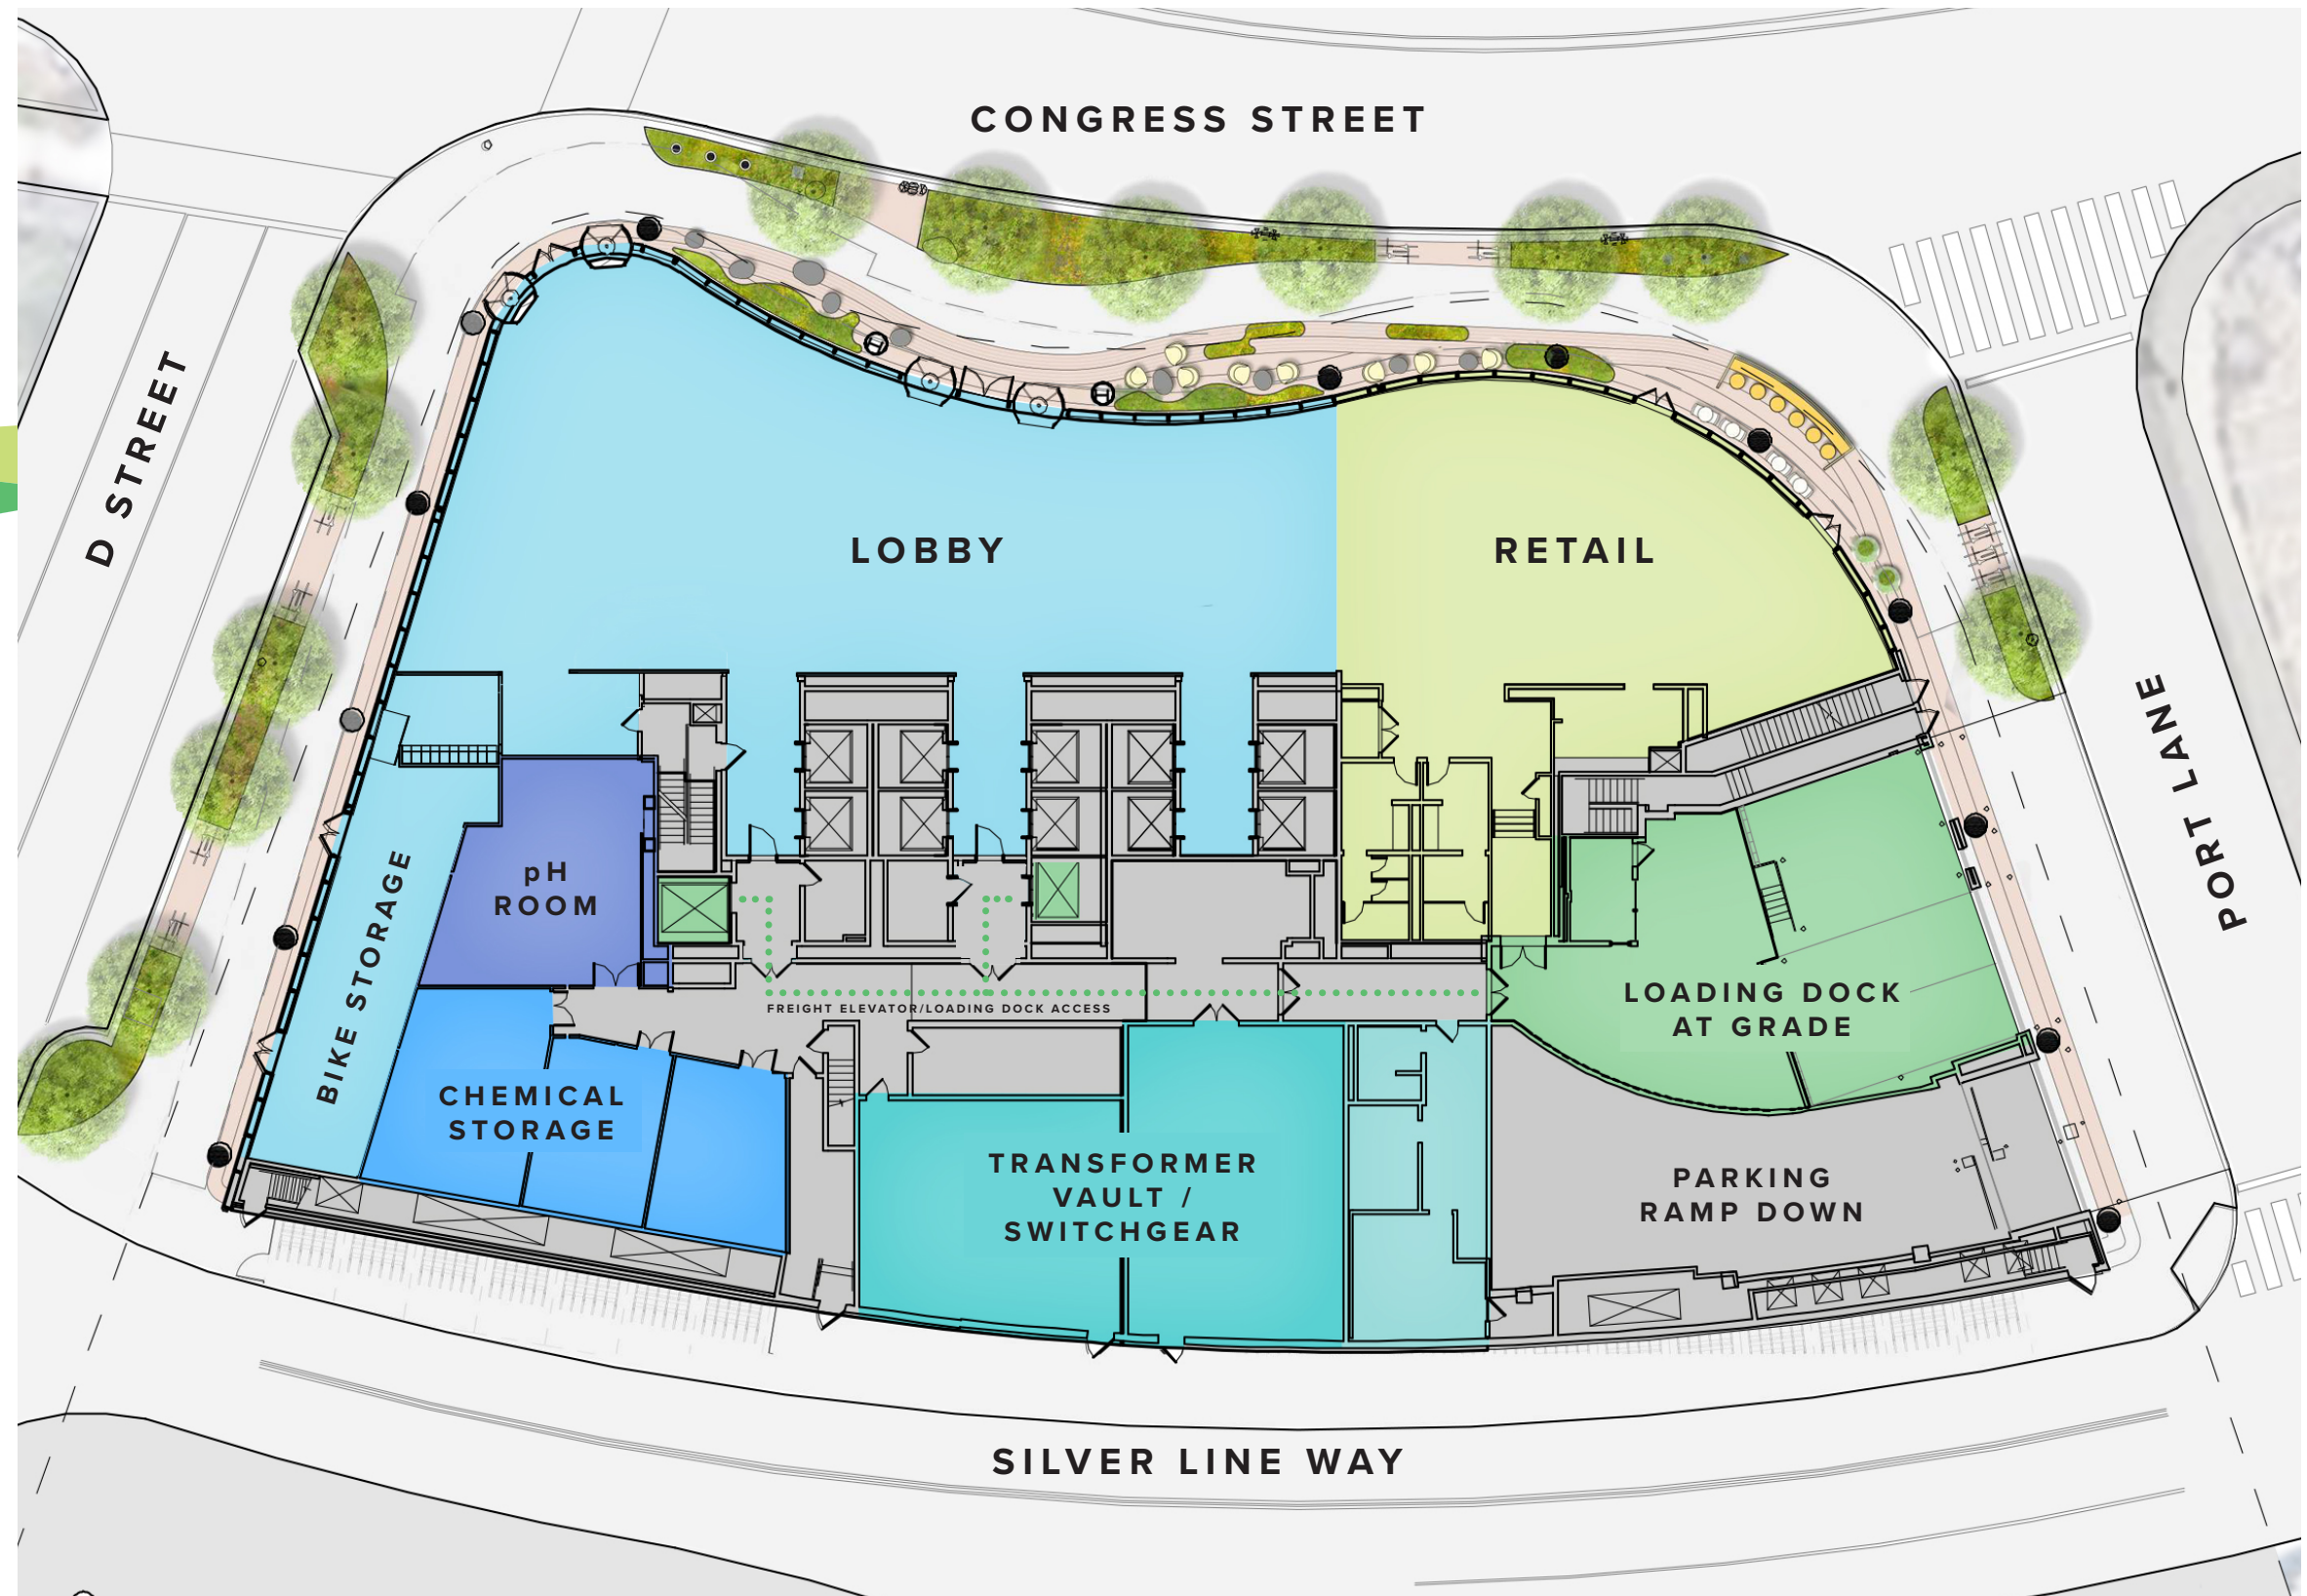 CONGRESS STREET
D STREET
LOBBY
RETAIL
PORT LANE
pH
ROOM
BIKE STORAGE
LOADING DOCK
AT GRADE
FREIGHT ELEVATOR/LOADING DOCK ACCESS
CHEMICAL
STORAGE
TRANSFORMER
VAULT /
SWITCHGEAR
PARKING
RAMP DOWN
SILVER LINE WAY